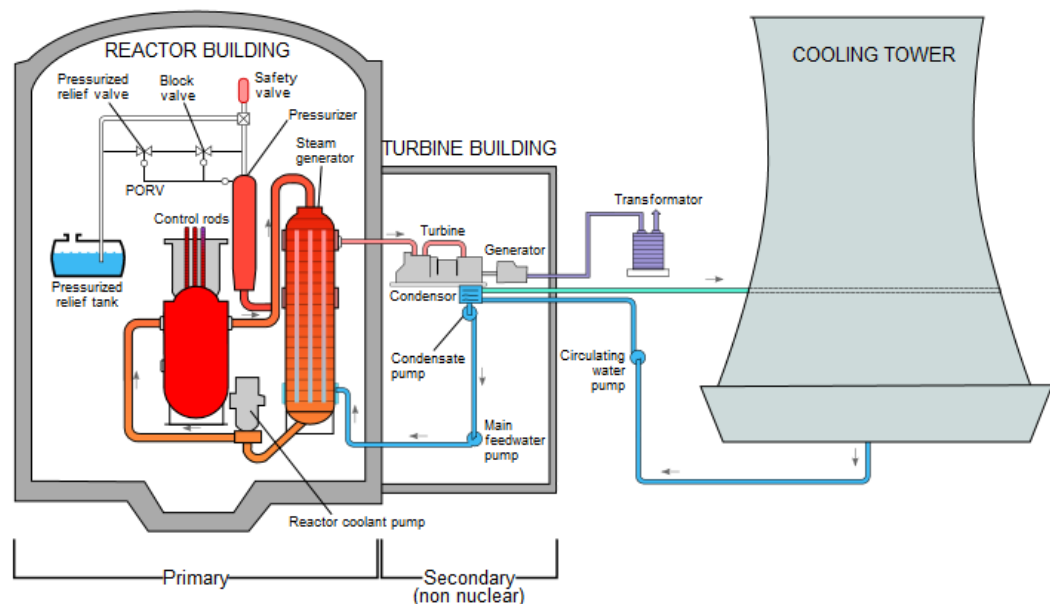 REACTOR BUILDING
COOLING TOWER
Pressurized
relief valve
Block
valve
Safety
valve
Pressurizer
Steam
generator
TURBINE BUILDING
PORV
Control rods
Transformator
Turbine
Generator
Pressurized
relief tank
Condensor
Condensate
pump
Circulating
water
pump
Main
feedwater
pump
Reactor coolant pump
Primary
Secondary
(non nuclear)